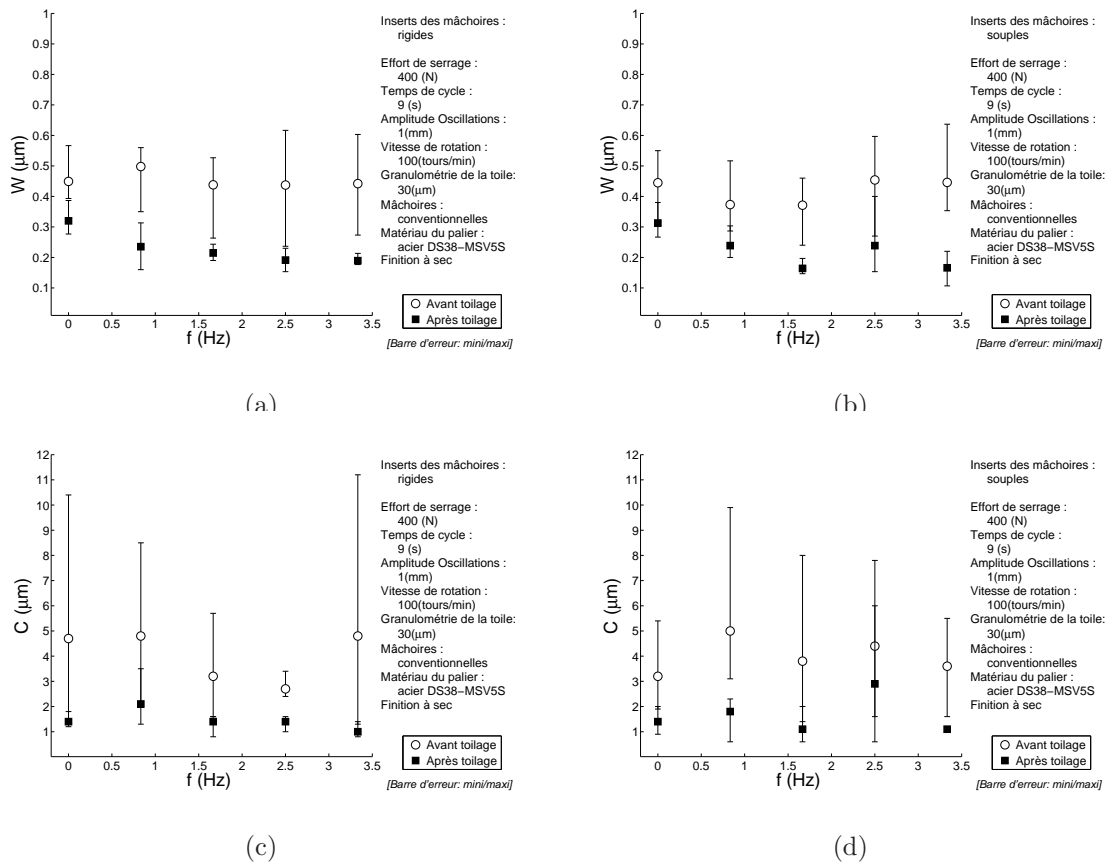 1
0.9
0.8
0.7
0.6
0.5
0.4
0.3
0.2
0.1
W (μm)
0 0.5 1 1.5 2 2.5 3 3.5
f (Hz)
Inserts des mâchoires :
rigides
Effort de serrage :
400 (N)
Temps de cycle :
9 (s)
Amplitude Oscillations :
1(mm)
Vitesse de rotation :
100(tours/min)
Granulométrie de la toile:
30(μm)
Mâchoires :
conventionnelles
Matériau du palier :
acier DS38−MSV5S
Finition à sec
Avant toilage
Après toilage
[Barre d'erreur: mini/maxi]
(a)
1
0.9
0.8
0.7
0.6
0.5
0.4
0.3
0.2
0.1
W (μm)
0 0.5 1 1.5 2 2.5 3 3.5
f (Hz)
Inserts des mâchoires :
souples
Effort de serrage :
400 (N)
Temps de cycle :
9 (s)
Amplitude Oscillations :
1(mm)
Vitesse de rotation :
100(tours/min)
Granulométrie de la toile:
30(μm)
Mâchoires :
conventionnelles
Matériau du palier :
acier DS38−MSV5S
Finition à sec
Avant toilage
Après toilage
[Barre d'erreur: mini/maxi]
(b)
12
11
10
9
8
7
6
5
4
3
2
1
C (μm)
0 0.5 1 1.5 2 2.5 3 3.5
f (Hz)
Inserts des mâchoires :
rigides
Effort de serrage :
400 (N)
Temps de cycle :
9 (s)
Amplitude Oscillations :
1(mm)
Vitesse de rotation :
100(tours/min)
Granulométrie de la toile:
30(μm)
Mâchoires :
conventionnelles
Matériau du palier :
acier DS38−MSV5S
Finition à sec
Avant toilage
Après toilage
[Barre d'erreur: mini/maxi]
(c)
12
11
10
9
8
7
6
5
4
3
2
1
C (μm)
0 0.5 1 1.5 2 2.5 3 3.5
f (Hz)
Inserts des mâchoires :
souples
Effort de serrage :
400 (N)
Temps de cycle :
9 (s)
Amplitude Oscillations :
1(mm)
Vitesse de rotation :
100(tours/min)
Granulométrie de la toile:
30(μm)
Mâchoires :
conventionnelles
Matériau du palier :
acier DS38−MSV5S
Finition à sec
Avant toilage
Après toilage
[Barre d'erreur: mini/maxi]
(d)